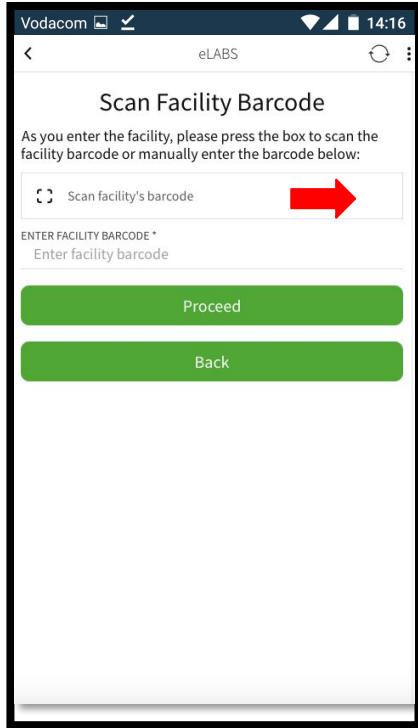 Vodacom 14:16
eLABS
Scan Facility Barcode
As you enter the facility, please press the box to scan the
facility barcode or manually enter the barcode below:
Scan facility's barcode
ENTER FACILITY BARCODE *
Enter facility barcode
Proceed
Back